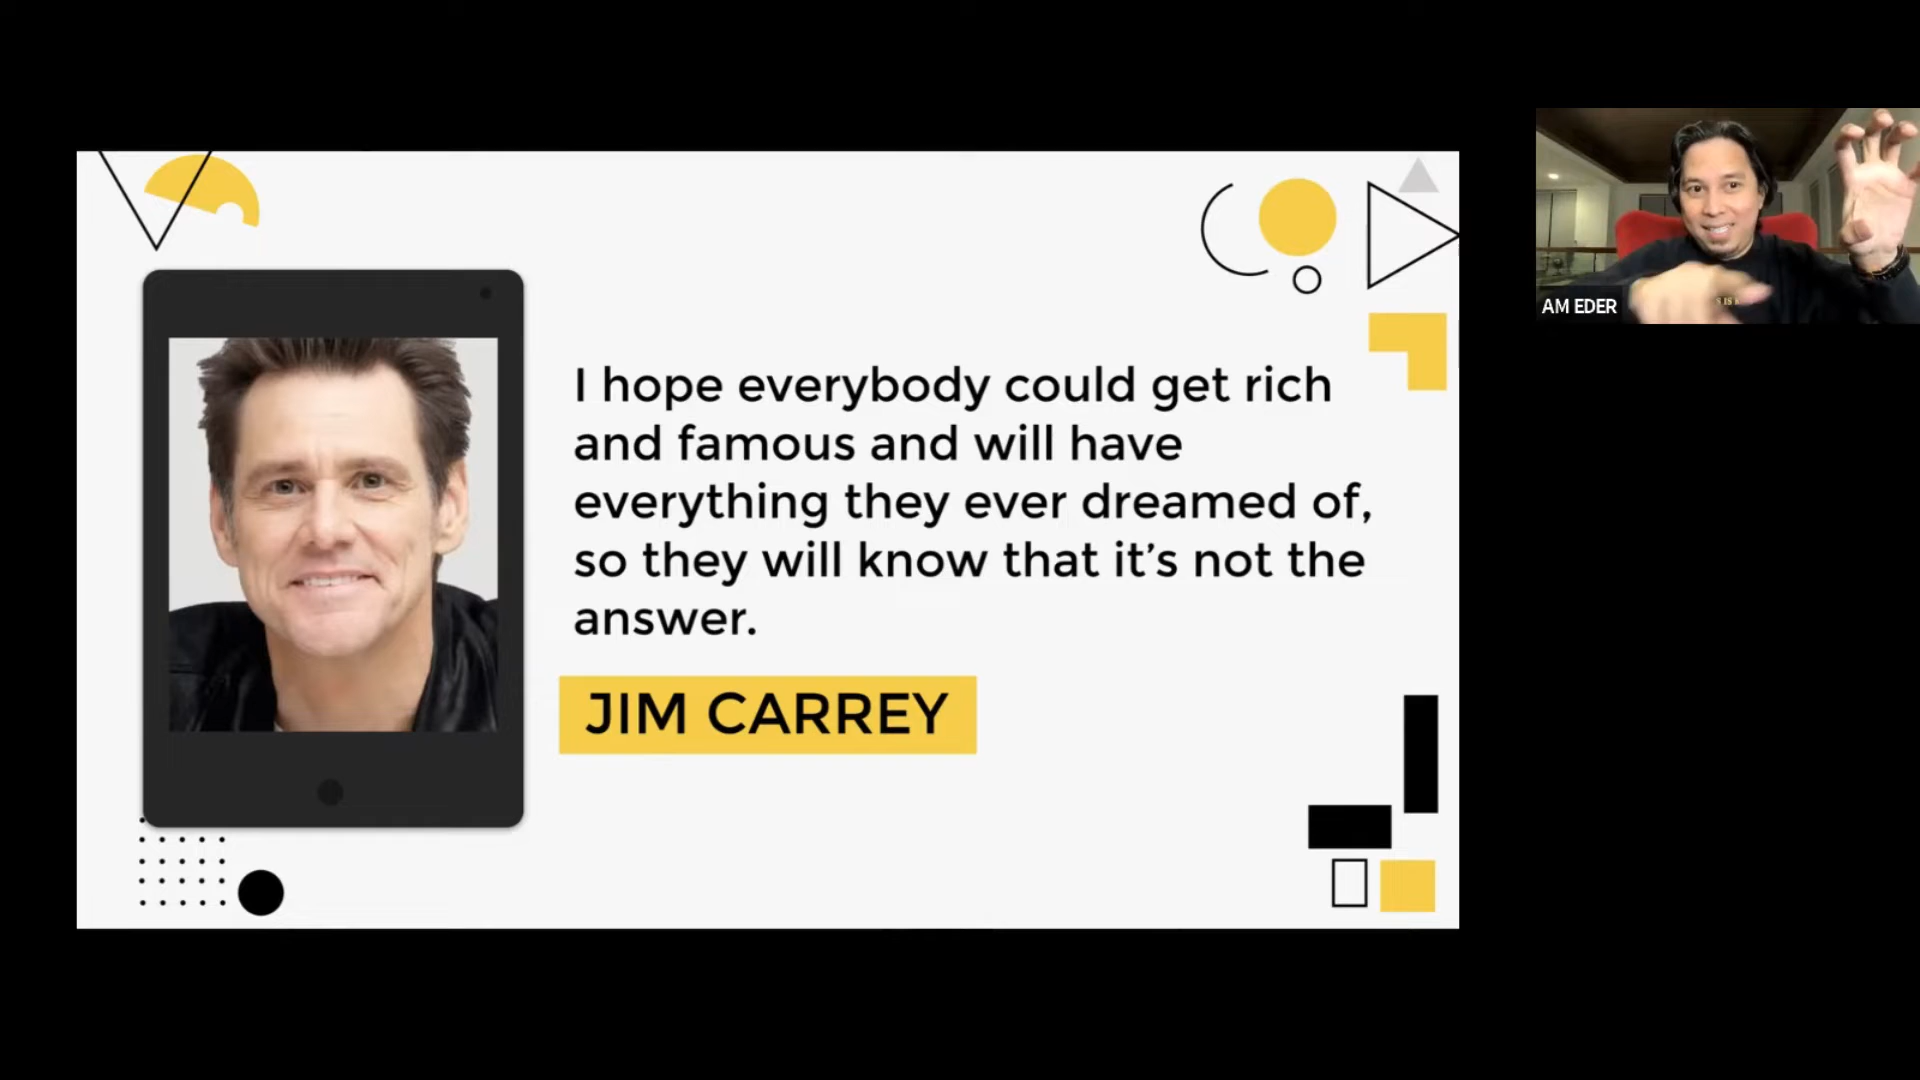 I hope everybody could get rich
and famous and will have
everything they ever dreamed of,
so they will know that it’s not the
answer.
JIM CARREY
AM EDER